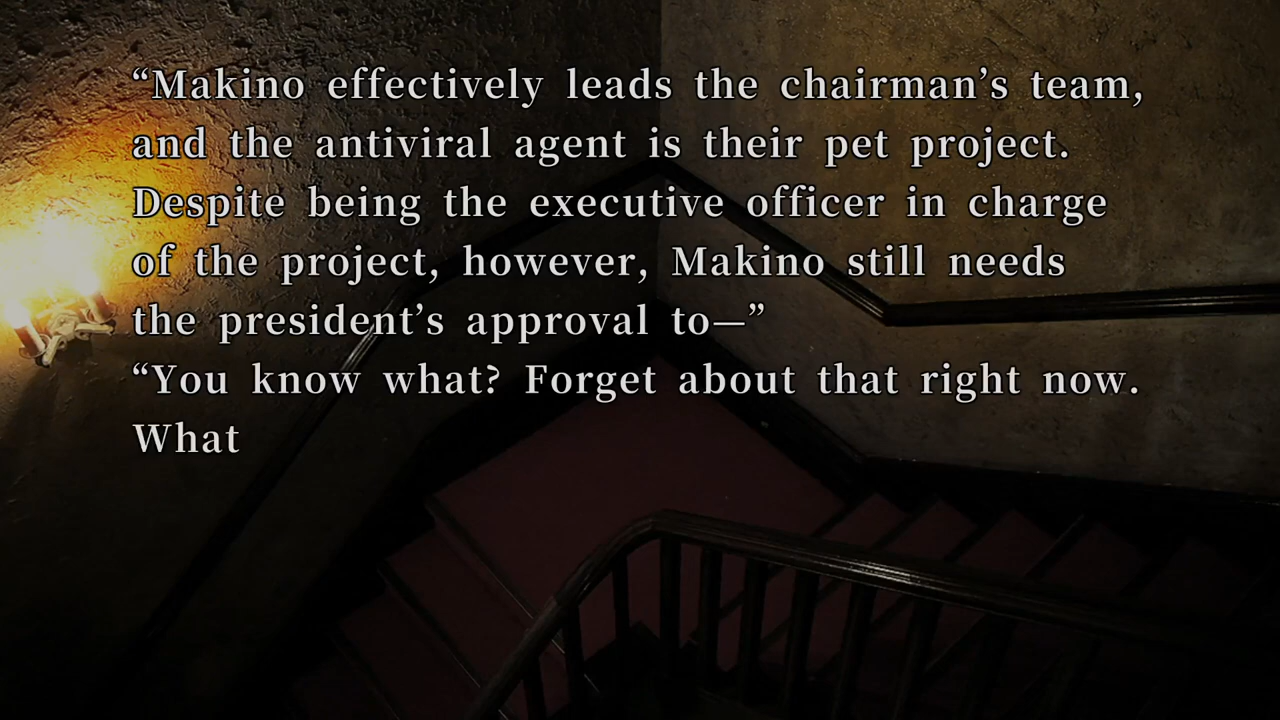 “Makino effectively leads the chairman’s team,
and the antiviral agent is their pet project.
Despite being the executive officer in charge
of the project, however, Makino still needs
the president’s approval to—”
“You know what? Forget about that right now.
What